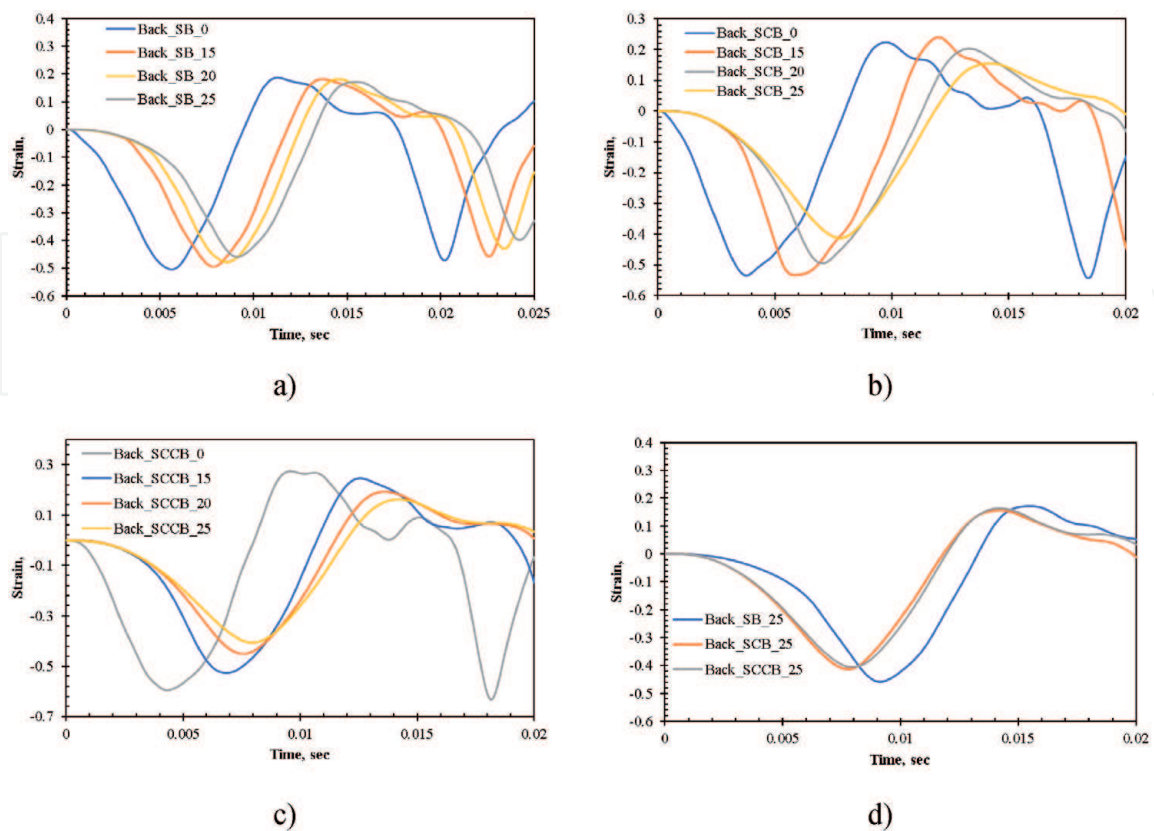 0.4
0.3
0.2
0.1
0
-0.1
-0.2
-0.3
-0.4
-0.5
-0.6
Strain,
Back_SB_0
Back_SB_15
Back_SB_20
Back_SB_25
0 0.005 0.01 0.015 0.02 0.025
Time, sec
a)
0.3
0.2
0.1
0
-0.1
-0.2
-0.3
-0.4
-0.5
-0.6
Strain,
Back_SCB_0
Back_SCB_15
Back_SCB_20
Back_SCB_25
0 0.005 0.01 0.015 0.02
Time, sec
b)
0.3
0.1
-0.1
-0.3
-0.5
-0.7
Strain,
Back_SCCB_0
Back_SCCB_15
Back_SCCB_20
Back_SCCB_25
0 0.005 0.01 0.015 0.02
Time, sec
c)
0.4
0.3
0.2
0.1
0
-0.1
-0.2
-0.3
-0.4
-0.5
-0.6
Strain,
Back_SB_25
Back_SCB_25
Back_SCCB_25
0 0.005 0.01 0.015 0.02
Time, sec
d)